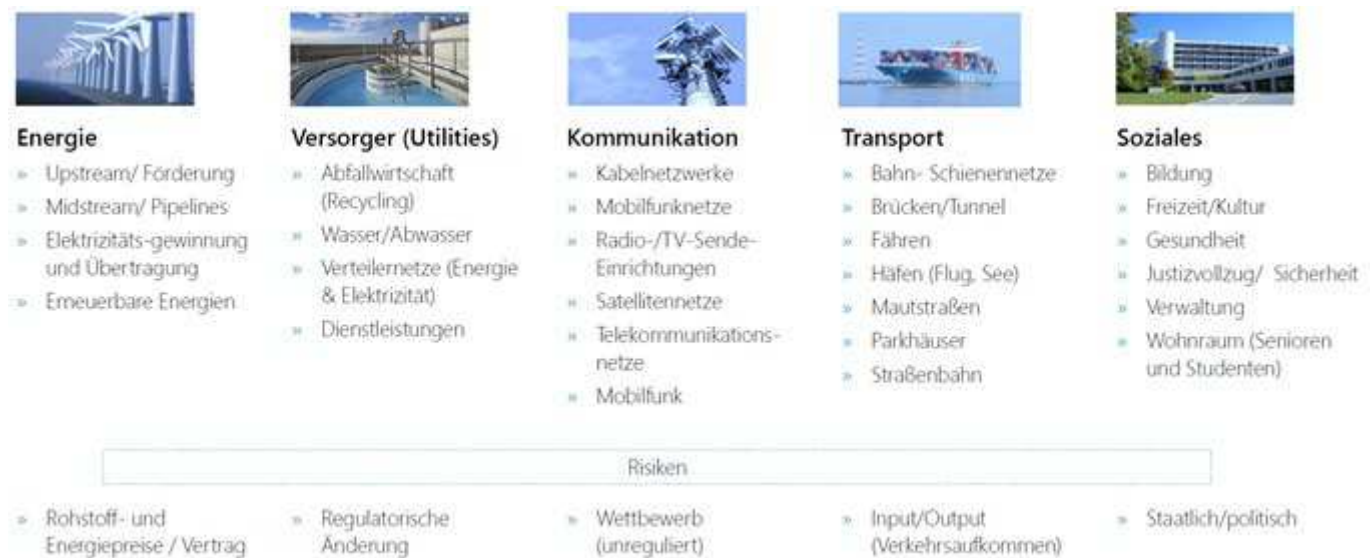 Energie
» Upstream/ Förderung
» Midstream/ Pipelines
» Elektrizitäts-gewinnung
und Übertragung
» Erneuerbare Energien
Versorger (Utilities)
» Abfallwirtschaft
(Recycling)
» Wasser/Abwasser
» Verteilernetze (Energie
& Elektrizität)
» Dienstleistungen
Kommunikation
» Kabelnetzwerke
» Mobilfunknetze
» Radio-/TV-Sende-
Einrichtungen
» Satellitennetze
» Telekommunikations-
netze
» Mobilfunk
Transport
» Bahn- Schienennetze
» Brücken/Tunnel
» Fähren
» Häfen (Flug, See)
» Mautstraßen
» Parkhäuser
» Straßenbahn
Soziales
» Bildung
» Freizeit/Kultur
» Gesundheit
» Justizvollzug/ Sicherheit
» Verwaltung
» Wohnraum (Senioren
und Studenten)
Risiken
» Rohstoff- und
Energiepreise / Vertrag
» Regulatorische
Änderung
» Wettbewerb
(unreguliert)
» Input/Output
(Verkehrsaufkommen)
» Staatlich/politisch